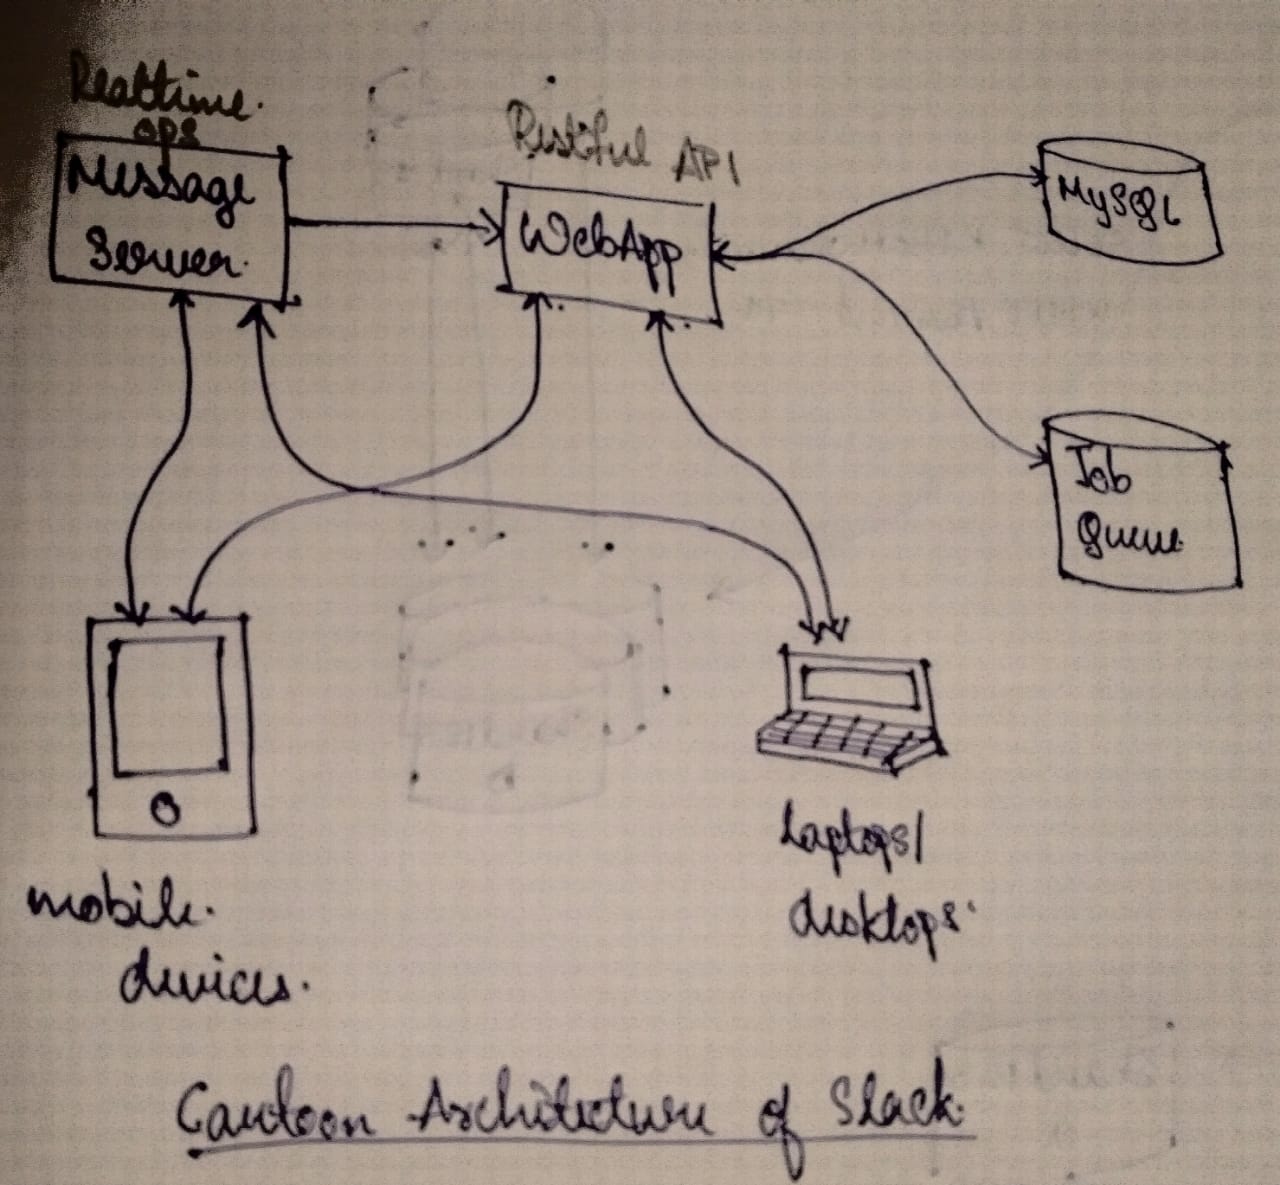 Realtime.
ops
Message
Server.
Restful API
WebApp
MySQL
Job
Queue
Laptops/
desktops.
mobile.
devices.
Cartoon Architecture of Slack.